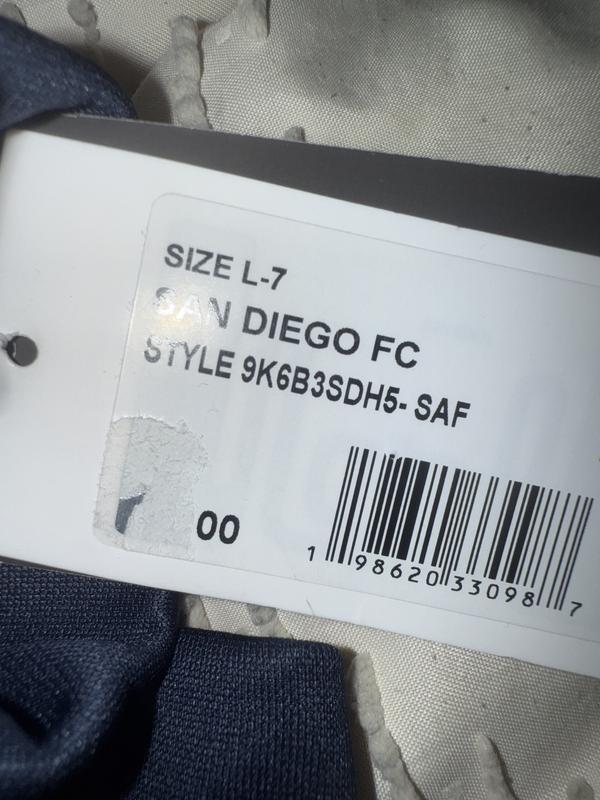 SIZE L-7
SAN DIEGO FC
STYLE 9K6B3SDH5- SAF
00
1 98620 33098 7